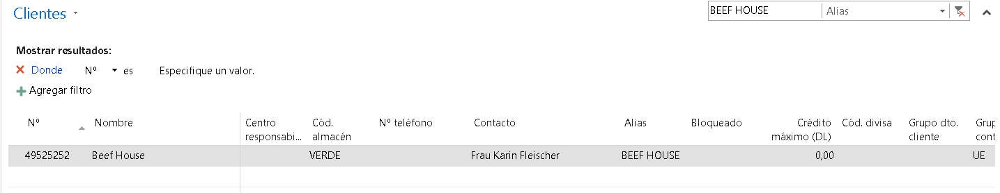 Clientes
BEEF HOUSE Alias
Mostrar resultados:
Donde Nº es Especifique un valor.
Agregar filtro
Nº Nombre Centro Cód. Nº teléfono Contacto Alias Bloqueado Crédito Cód. divisa Grupo dto. Grup
responsabi... almacén máximo (DL) cliente cont
49525252 Beef House VERDE Frau Karin Fleischer BEEF HOUSE 0,00 UE